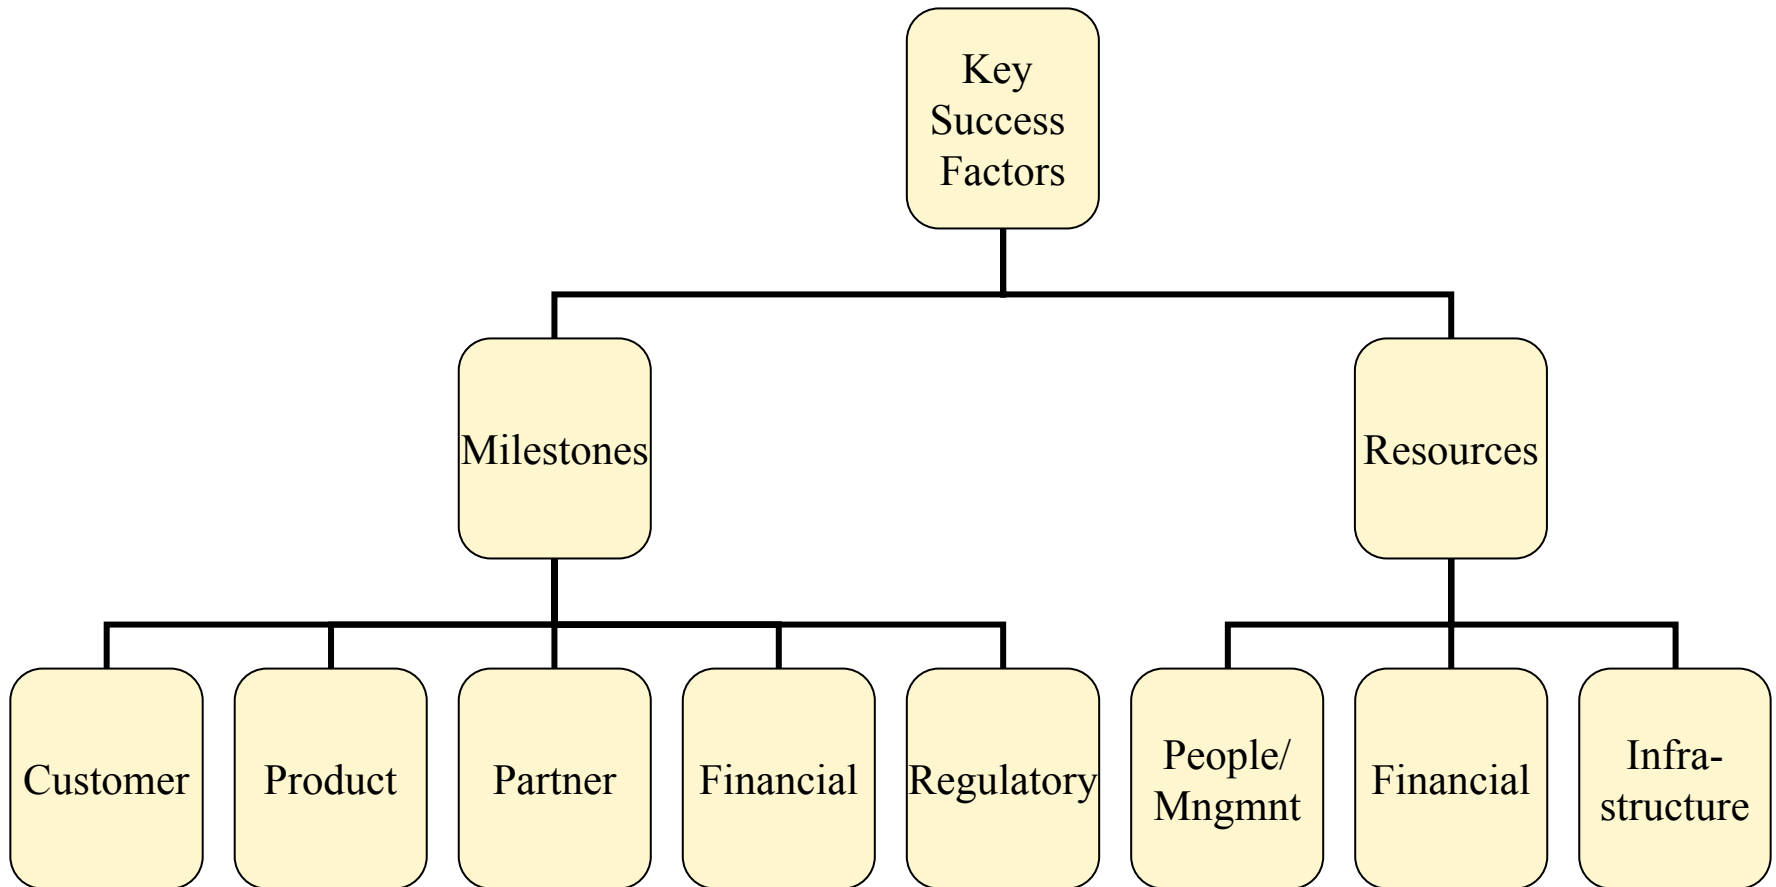 Key
Success
Factors
Milestones
Resources
Customer
Product
Partner
Financial
Regulatory
People/
Mngmnt
Financial
Infra-
structure